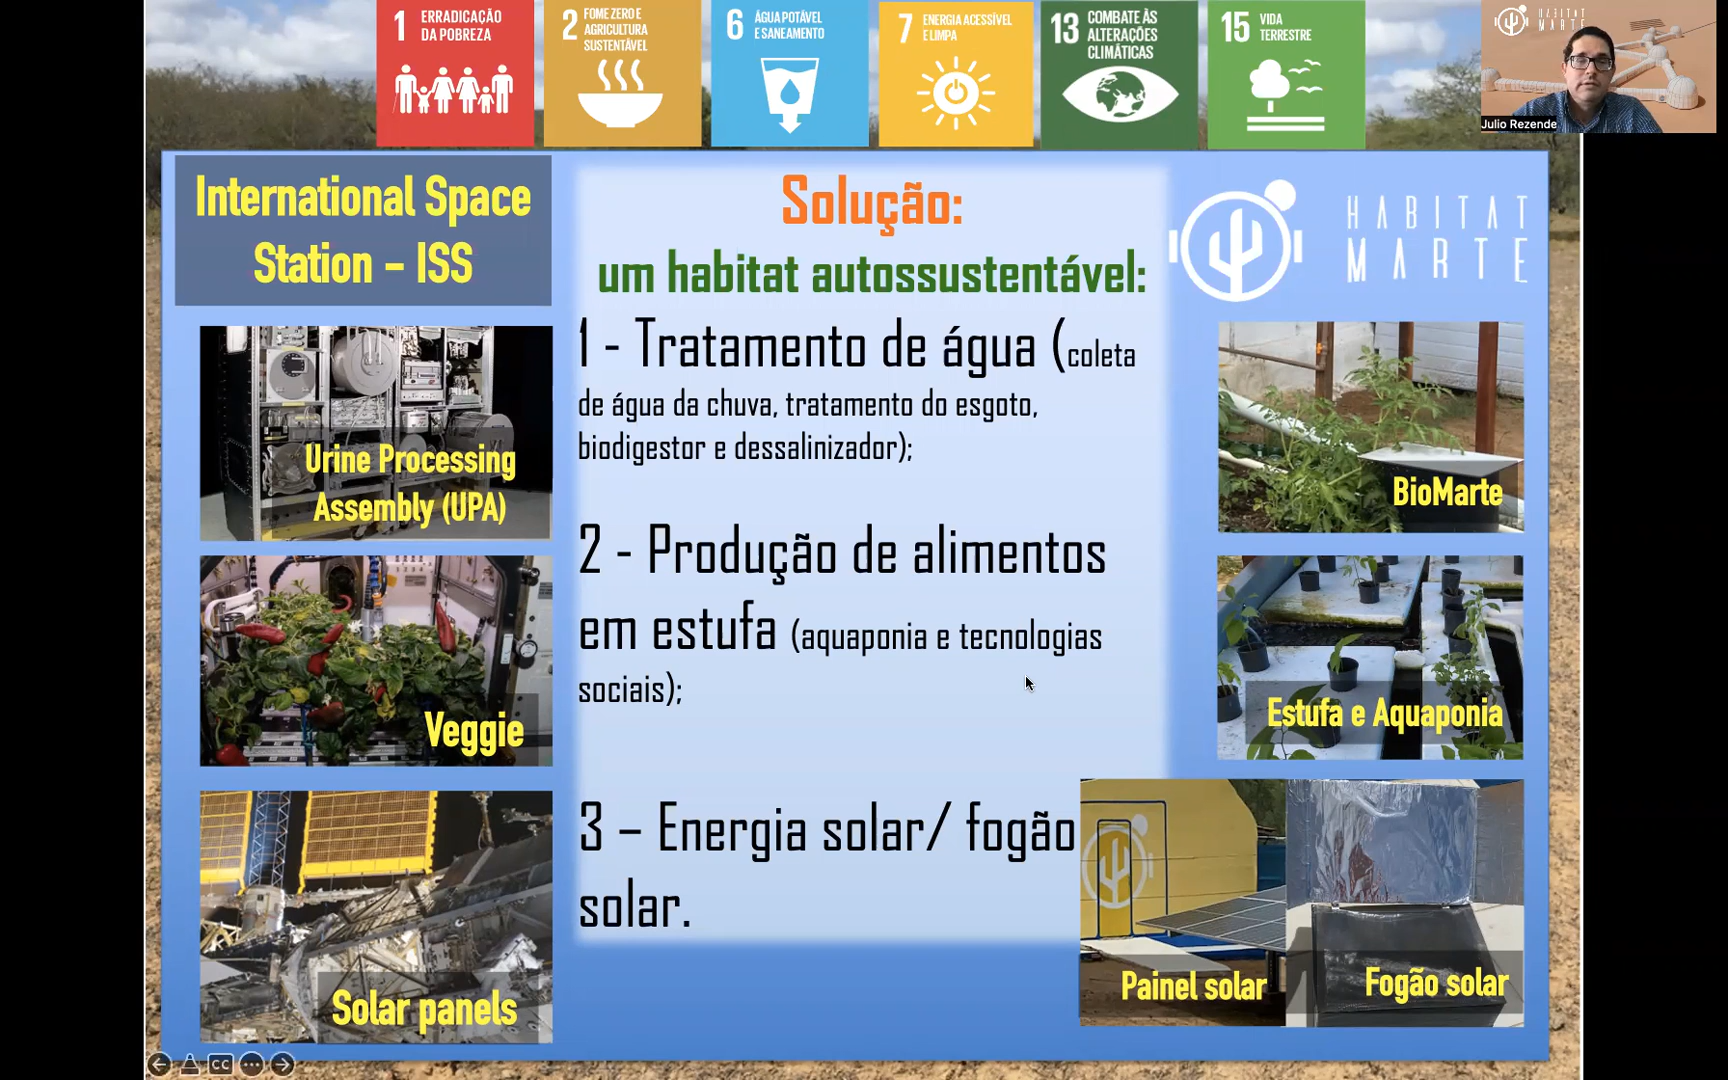 1 ERRADICAÇÃO
DA POBREZA
2 FOME ZERO E
AGRICULTURA
SUSTENTÁVEL
6 ÁGUA POTÁVEL
E SANEAMENTO
7 ENERGIA ACESSÍVEL
E LIMPA
13 COMBATE ÀS
ALTERAÇÕES
CLIMÁTICAS
15 VIDA
TERRESTRE
HABITAT
MARTE
Julio Rezende
International Space
Station - ISS
Urine Processing
Assembly (UPA)
Veggie
Solar panels
Solução:
um habitat autossustentável:
1 - Tratamento de água (coleta
de água da chuva, tratamento do esgoto,
biodigestor e dessalinizador);
2 - Produção de alimentos
em estufa (aquaponia e tecnologias
sociais);
3 – Energia solar/ fogão
solar.
HABITAT
MARTE
BioMarte
Estufa e Aquaponia
Painel solar
Fogão solar
CC